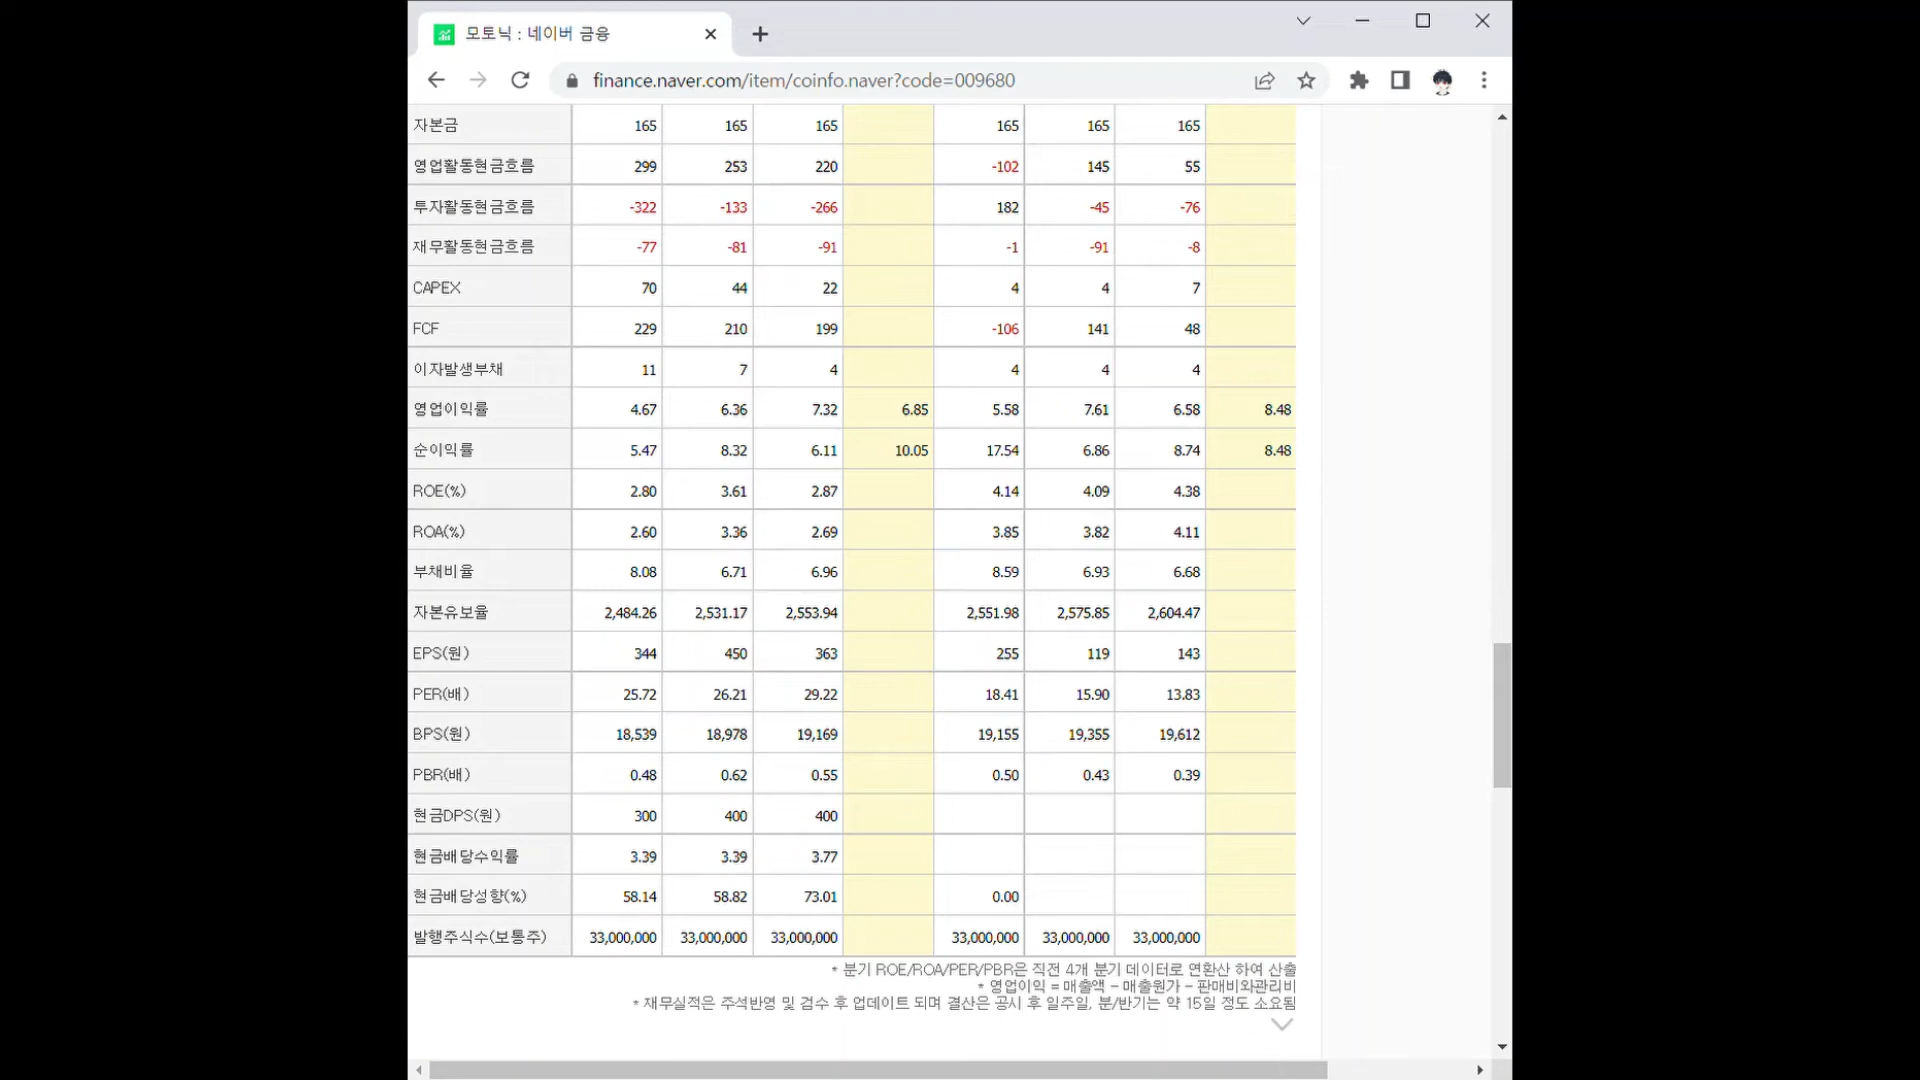 모토닉 : 네이버 금융
finance.naver.com/item/coinfo.naver?code=009680
자본금 165 165 165 165 165 165
영업활동현금흐름 299 253 220 -102 145 55
투자활동현금흐름 -322 -133 -266 182 -45 -76
재무활동현금흐름 -77 -81 -91 -1 -91 -8
CAPEX 70 44 22 4 4 7
FCF 229 210 199 -106 141 48
이자발생부채 11 7 4 4 4 4
영업이익률 4.67 6.36 7.32 6.85 5.58 7.61 6.58 8.48
순이익률 5.47 8.32 6.11 10.05 17.54 6.86 8.74 8.48
ROE(%) 2.80 3.61 2.87 4.14 4.09 4.38
ROA(%) 2.60 3.36 2.69 3.85 3.82 4.11
부채비율 8.08 6.71 6.96 8.59 6.93 6.68
자본유보율 2,484.26 2,531.17 2,553.94 2,551.98 2,575.85 2,604.47
EPS(원) 344 450 363 255 119 143
PER(배) 25.72 26.21 29.22 18.41 15.90 13.83
BPS(원) 18,539 18,978 19,169 19,155 19,355 19,612
PBR(배) 0.48 0.62 0.55 0.50 0.43 0.39
현금DPS(원) 300 400 400
현금배당수익률 3.39 3.39 3.77
현금배당성향(%) 58.14 58.82 73.01 0.00
발행주식수(보통주) 33,000,000 33,000,000 33,000,000 33,000,000 33,000,000 33,000,000
* 분기 ROE/ROA/PER/PBR은 직전 4개 분기 데이터로 연환산 하여 산출
* 영업이익 = 매출액 - 매출원가 - 판매비와관리비
* 재무실적은 주석반영 및 검수 후 업데이트 되며 결산은 공시 후 일주일, 분/반기는 약 15일 정도 소요됨